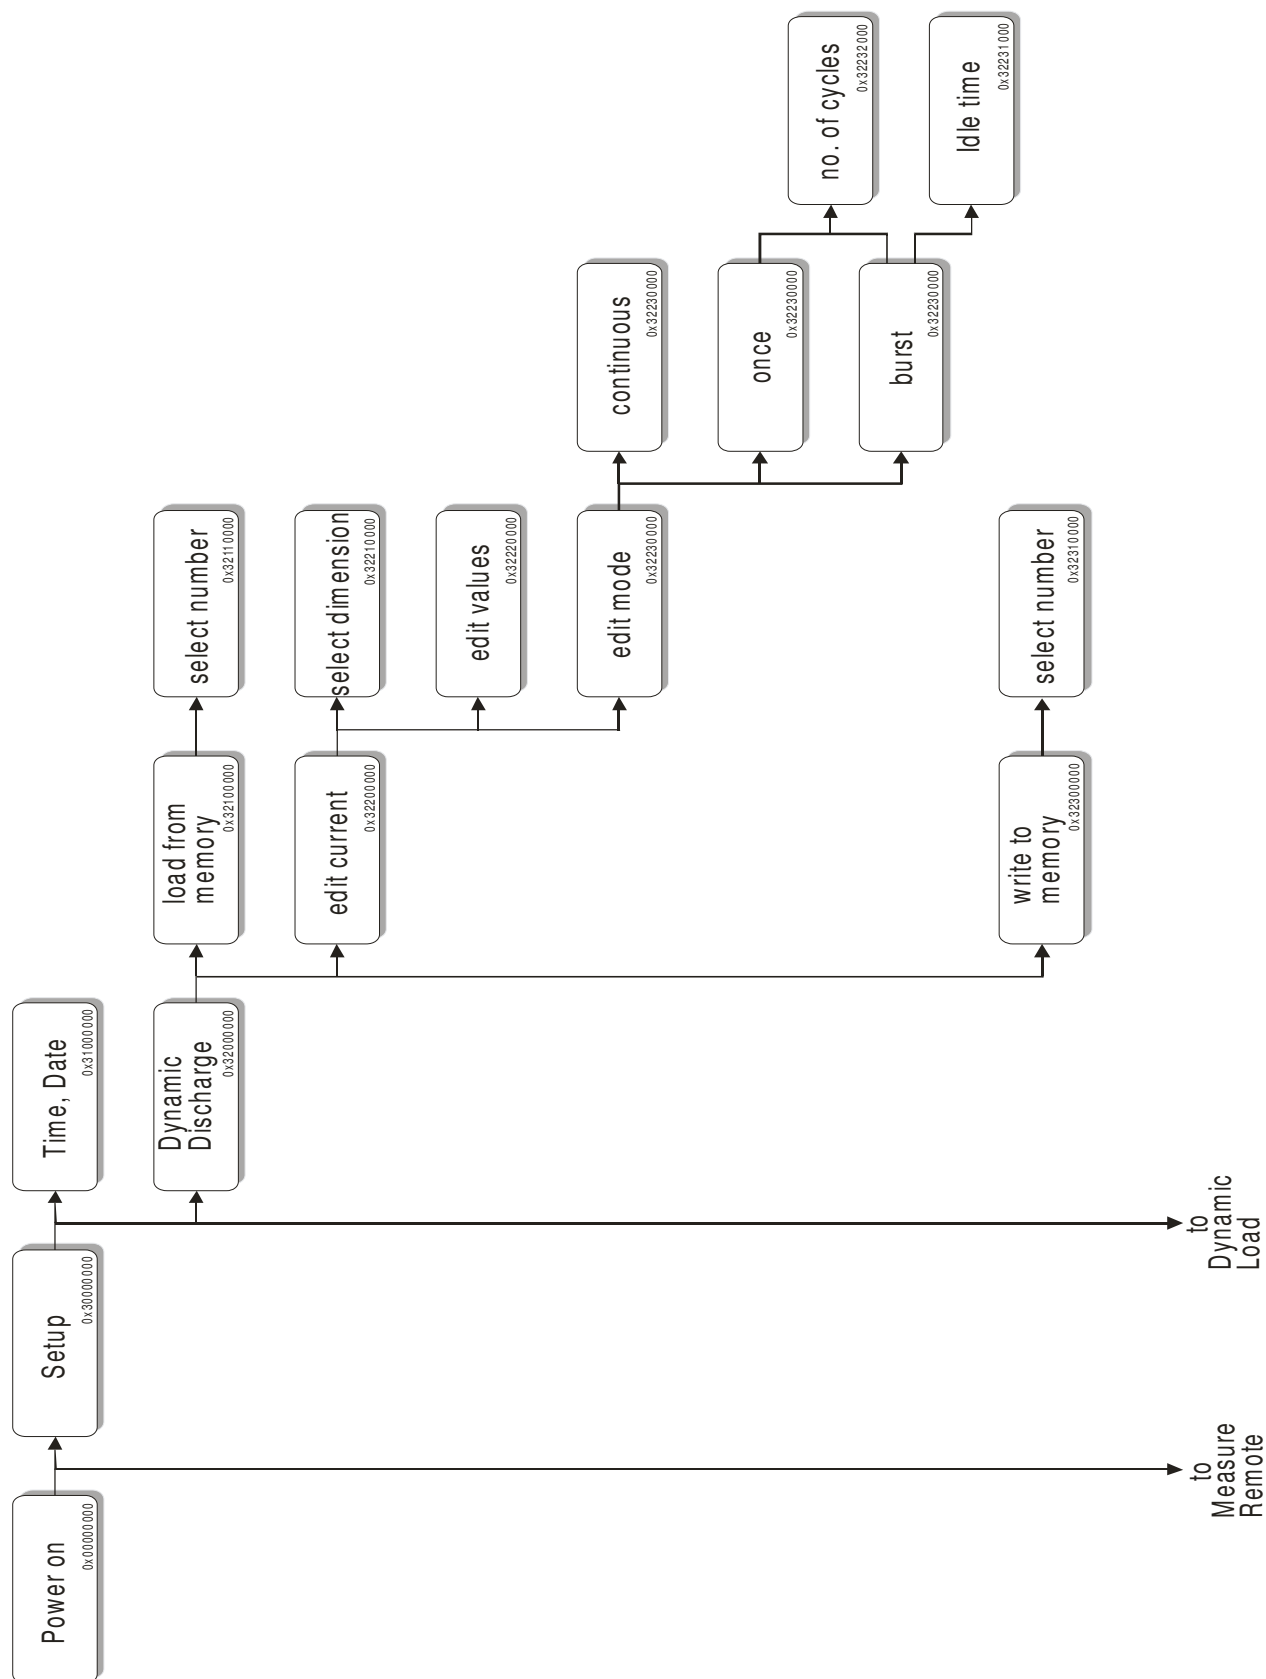 Power on
0x00000000
Setup
0x30000000
Time, Date
0x31000000
Dynamic
Discharge
0x32000000
load from
memory
0x32100000
select number
0x32110000
edit current
0x32200000
select dimension
0x32210000
edit values
0x32220000
edit mode
0x32230000
continuous
0x32230000
once
0x32230000
no. of cycles
0x32232000
burst
0x32230000
Idle time
0x32231000
write to
memory
0x32300000
select number
0x32310000
to
Measure
Remote
to
Dynamic
Load